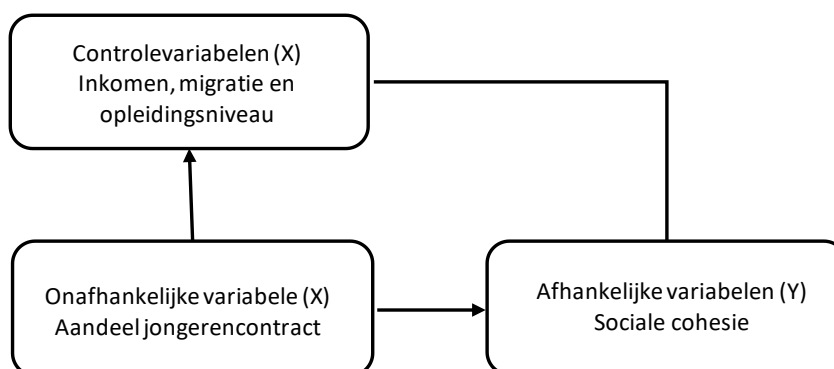 Controlevariabelen (X)
Inkomen, migratie en
opleidingsniveau
Onafhankelijke variabele (X)
Aandeel jongerencontract
Afhankelijke variabelen (Y)
Sociale cohesie